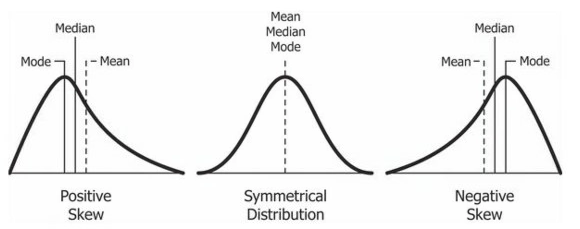 Median
Mode
Mean
Positive
Skew
Mean
Median
Mode
Symmetrical
Distribution
Median
Mean
Mode
Negative
Skew